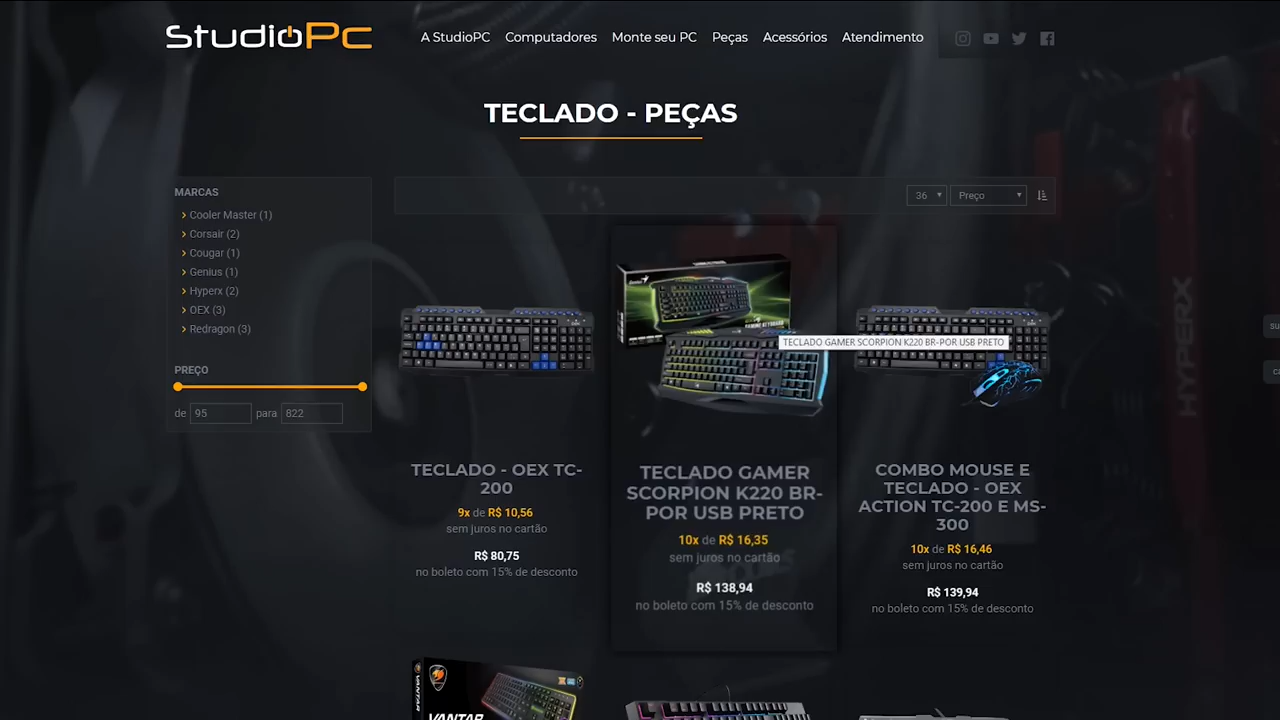 StudioPc
A StudioPC
Computadores
Monte seu PC
Peças
Acessórios
Atendimento
TECLADO - PEÇAS
MARCAS
Cooler Master (1)
Corsair (2)
Cougar (1)
Genius (1)
Hyperx (2)
OEX (3)
Redragon (3)
PREÇO
de 95 para 822
36
Preço
TECLADO GAMER SCORPION K220 BR-POR USB PRETO
TECLADO - OEX TC-
200
9x de R$ 10,56
sem juros no cartão
R$ 80,75
no boleto com 15% de desconto
TECLADO GAMER
SCORPION K220 BR-
POR USB PRETO
10x de R$ 16,35
sem juros no cartão
R$ 138,94
no boleto com 15% de desconto
COMBO MOUSE E
TECLADO - OEX
ACTION TC-200 E MS-
300
10x de R$ 16,46
sem juros no cartão
R$ 139,94
no boleto com 15% de desconto
HYPERX
su
ca
VANTAR
VANTAR